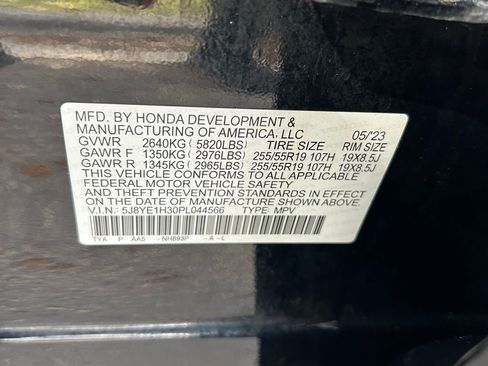 MFD. BY HONDA DEVELOPMENT &
MANUFACTURING OF AMERICA, LLC 05/23
GVWR 2640KG ( 5820LBS) TIRE SIZE RIM SIZE
GAWR F 1350KG ( 2976LBS) 255/55R19 107H 19X8.5J
GAWR R 1345KG ( 2965LBS) 255/55R19 107H 19X8.5J
THIS VEHICLE CONFORMS TO ALL APPLICABLE
FEDERAL MOTOR VEHICLE SAFETY
AND THEFT PREVENTION STANDARDS IN EFFECT
ON THE DATE OF MANUFACTURE SHOWN ABOVE.
V.I.N.: 5J8YE1H30PL044566 TYPE: MPV
TYA P AA5 -NH893P -A -L